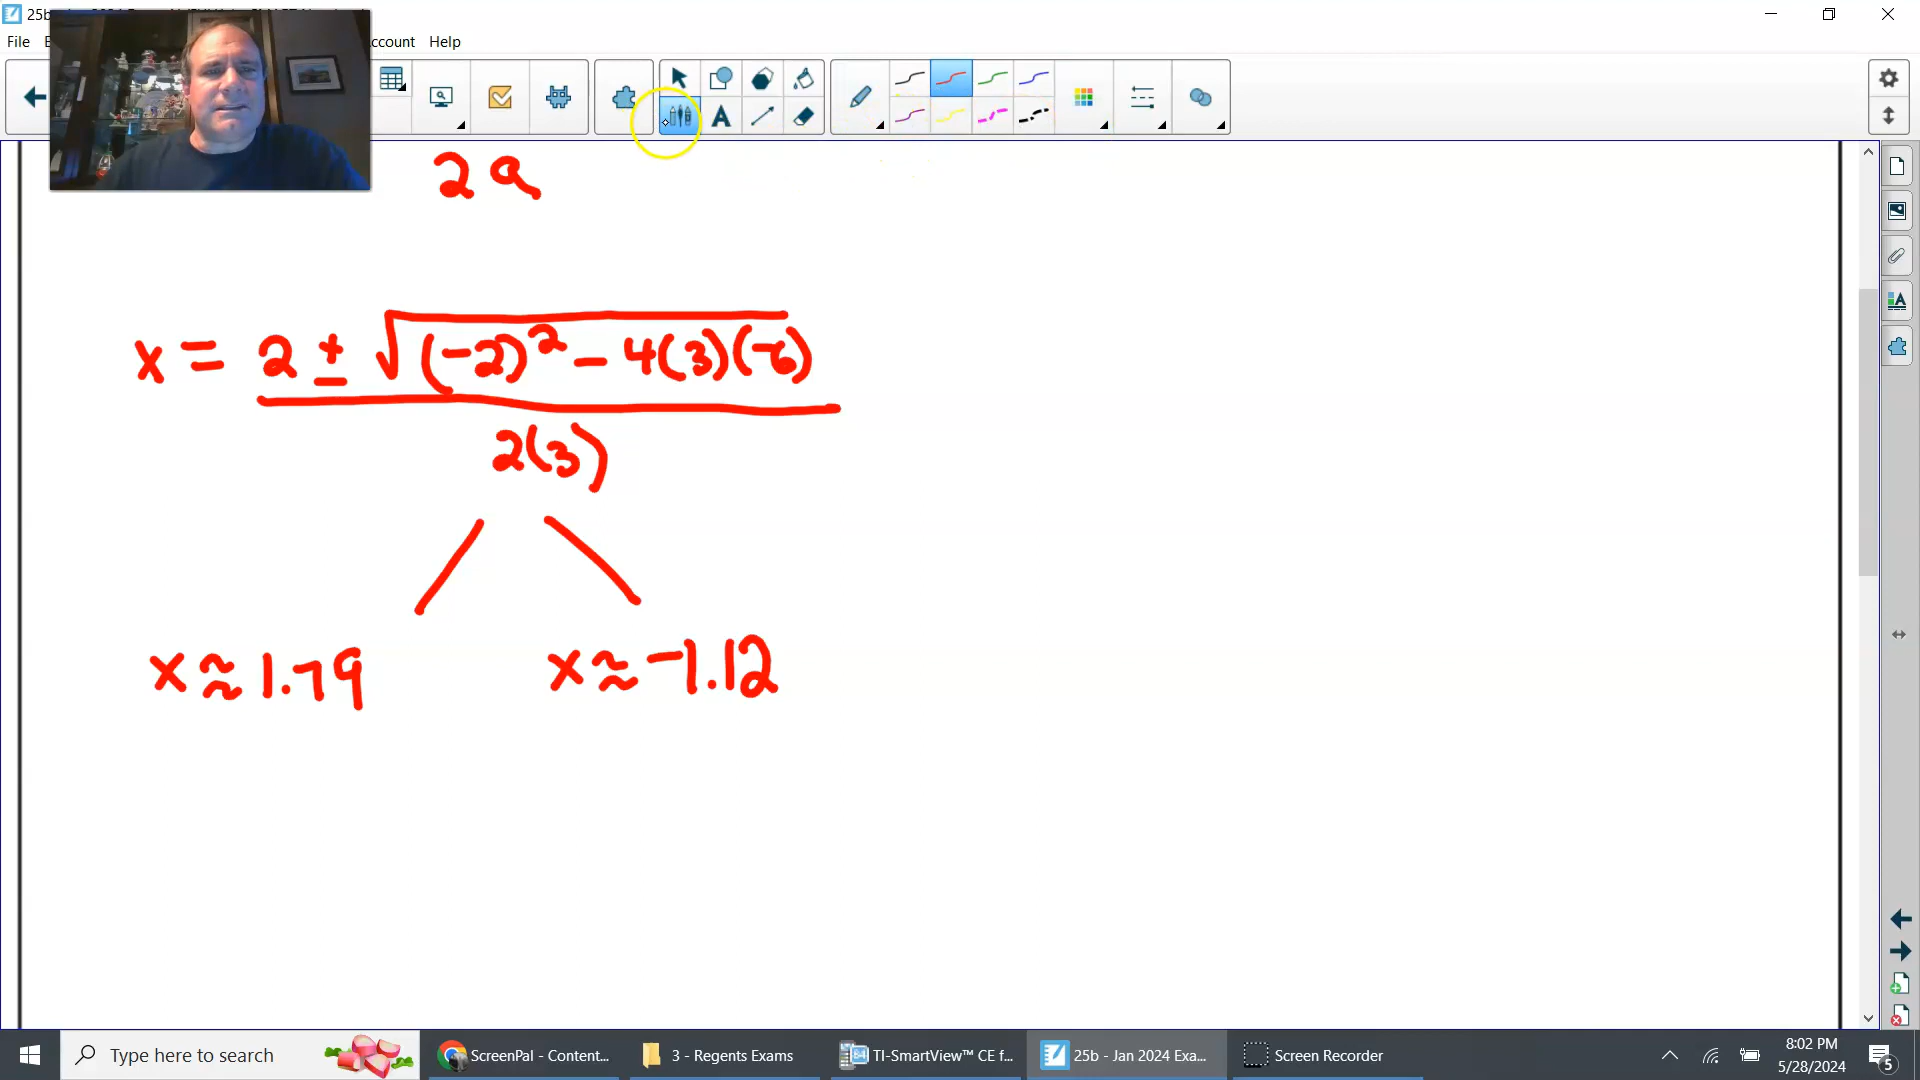 25b
File E Account Help
2a
x = 2 ± √(-2)² - 4(3)(-6)
2(3)
x ≈ 1.79 x ≈ -1.12
Type here to search
ScreenPal - Content...
3 - Regents Exams
TI-SmartView™ CE f...
25b - Jan 2024 Exa...
Screen Recorder
8:02 PM
5/28/2024
5